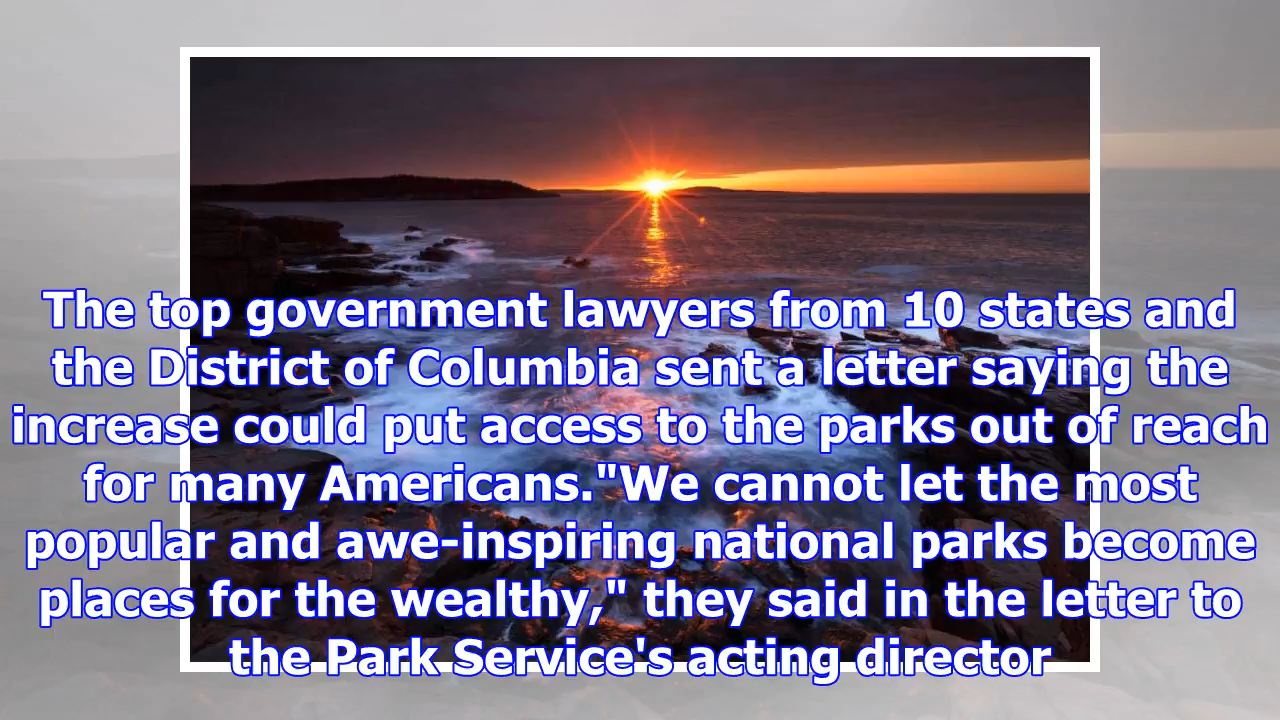 The top government lawyers from 10 states and
the District of Columbia sent a letter saying the
increase could put access to the parks out of reach
for many Americans."We cannot let the most
popular and awe-inspiring national parks become
places for the wealthy," they said in the letter to
the Park Service's acting director